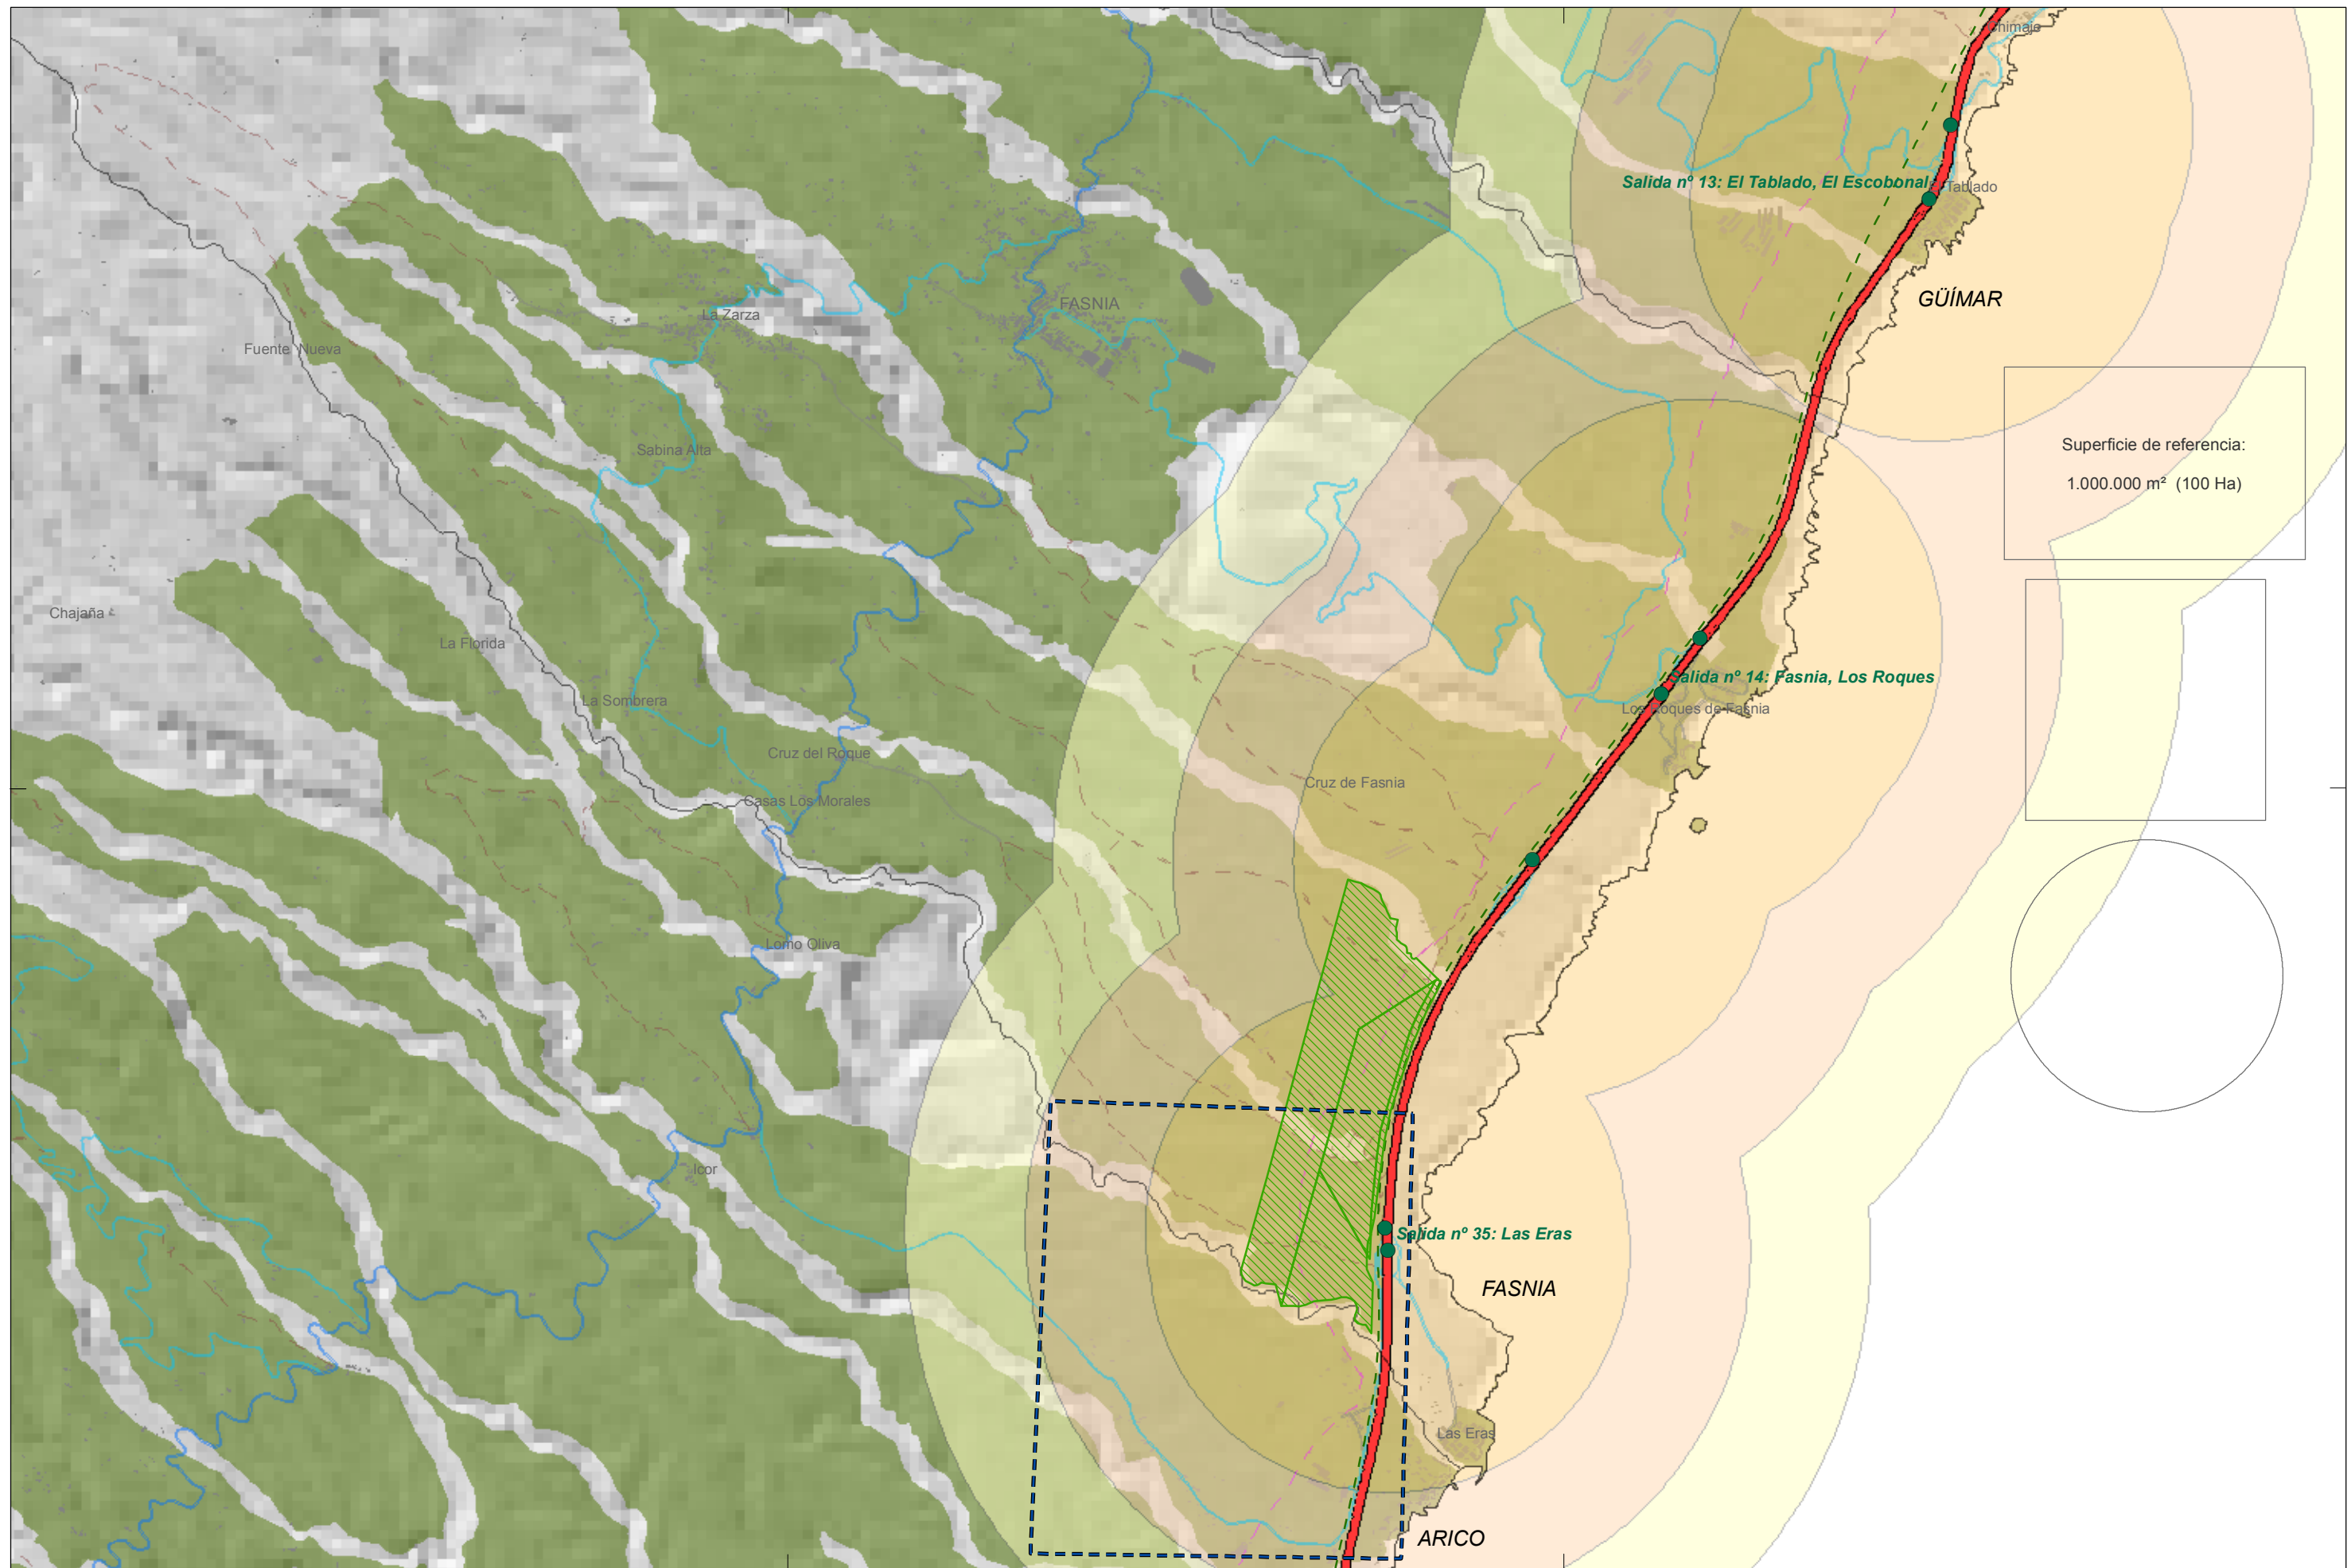 Salida nº 13: El Tablado, El Escobonal
Tablado
GÜÍMAR
La Zarza
FASNIA
Fuente Nueva
Superficie de referencia:
1.000.000 m² (100 Ha)
Sabina Alta
Chajaña
La Florida
La Sombrera
Salida nº 14: Fasnia, Los Roques
Los Roques de Fasnia
Cruz del Roque
Cruz de Fasnia
Casas Los Morales
Lomo Oliva
Icor
Salida nº 35: Las Eras
FASNIA
Las Eras
ARICO